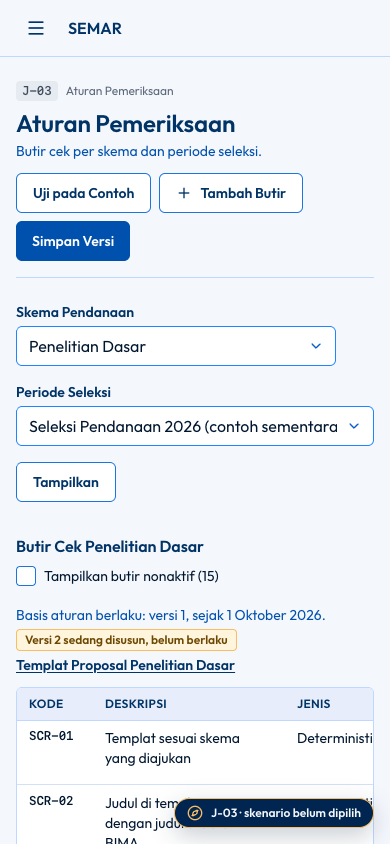 SEMAR
J-03 Aturan Pemeriksaan
Aturan Pemeriksaan
Butir cek per skema dan periode seleksi.
Uji pada Contoh
Tambah Butir
Simpan Versi
Skema Pendanaan
Penelitian Dasar
Periode Seleksi
Seleksi Pendanaan 2026 (contoh sementara
Tampilkan
Butir Cek Penelitian Dasar
Tampilkan butir nonaktif (15)
Basis aturan berlaku: versi 1, sejak 1 Oktober 2026.
Versi 2 sedang disusun, belum berlaku
Templat Proposal Penelitian Dasar
KODE DESKRIPSI JENIS
SCR-01 Templat sesuai skema Deterministi
yang diajukan
SCR-02 Judul di
dengan
BIMA
J-03 · skenario belum dipilih